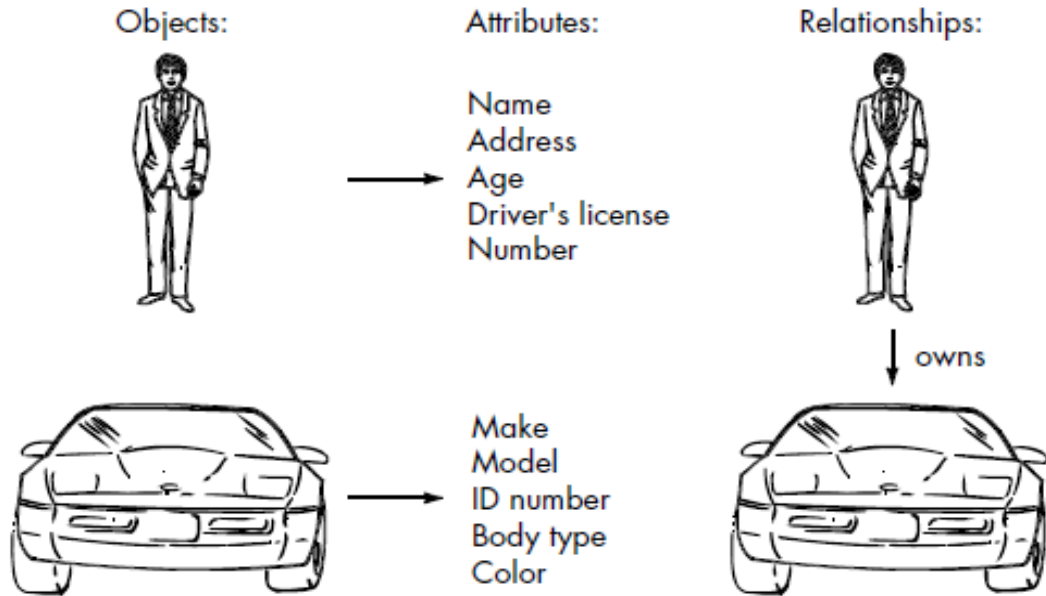 Objects:
Attributes:
Relationships:
Name
Address
Age
Driver's license
Number
owns
Make
Model
ID number
Body type
Color